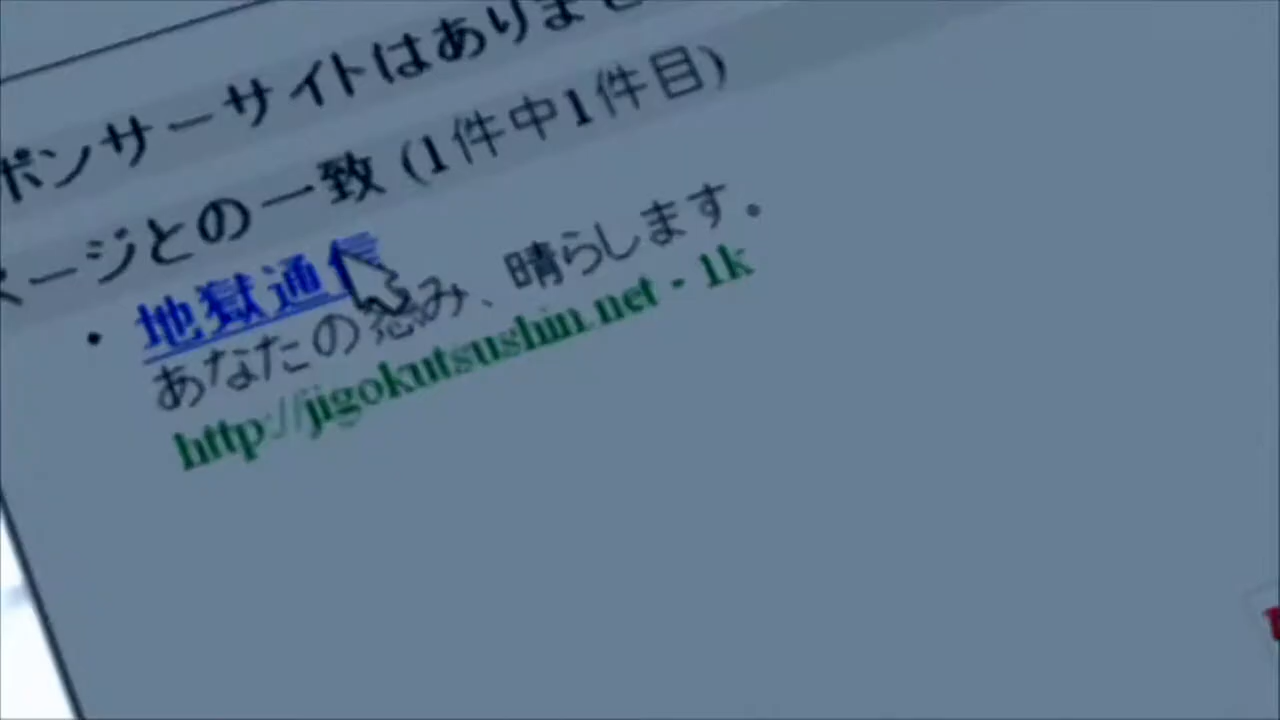 ポンサーサイトはありませ
ページとの一致 (1件中1件目)
・地獄通信
あなたの怨み、晴らします。
http://jigokutsushin.net - 1k